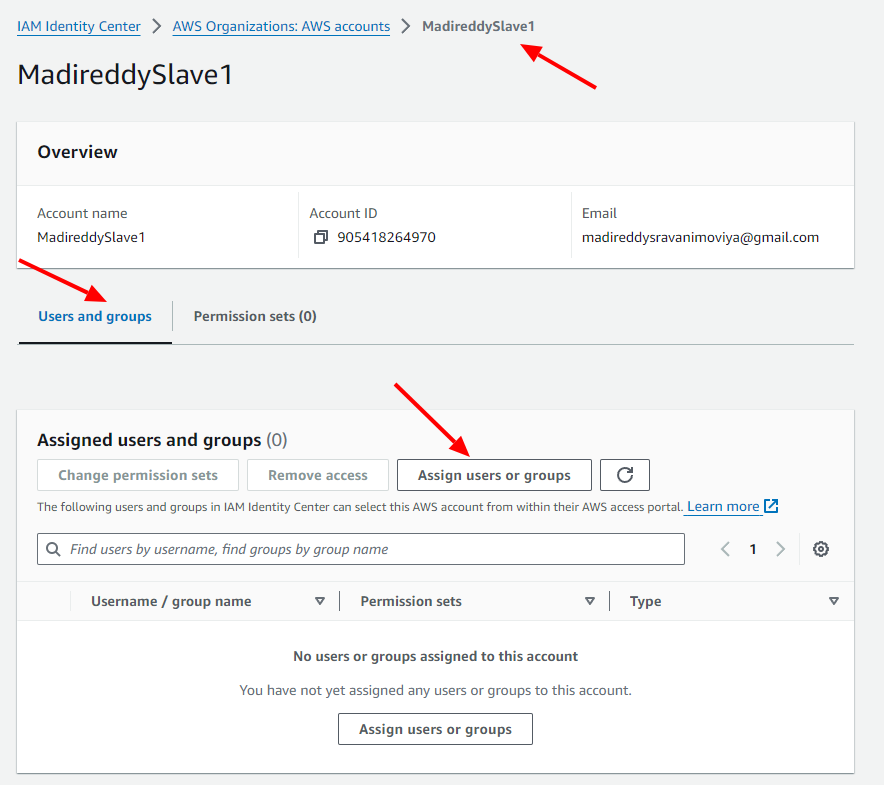 IAM Identity Center > AWS Organizations: AWS accounts > MadireddySlave1
MadireddySlave1
Overview
Account name
MadireddySlave1
Account ID
905418264970
Email
madireddysravanimoviya@gmail.com
Users and groups
Permission sets (0)
Assigned users and groups (0)
Change permission sets
Remove access
Assign users or groups
The following users and groups in IAM Identity Center can select this AWS account from within their AWS access portal. Learn more
Find users by username, find groups by group name
1
Username / group name
Permission sets
Type
No users or groups assigned to this account
You have not yet assigned any users or groups to this account.
Assign users or groups